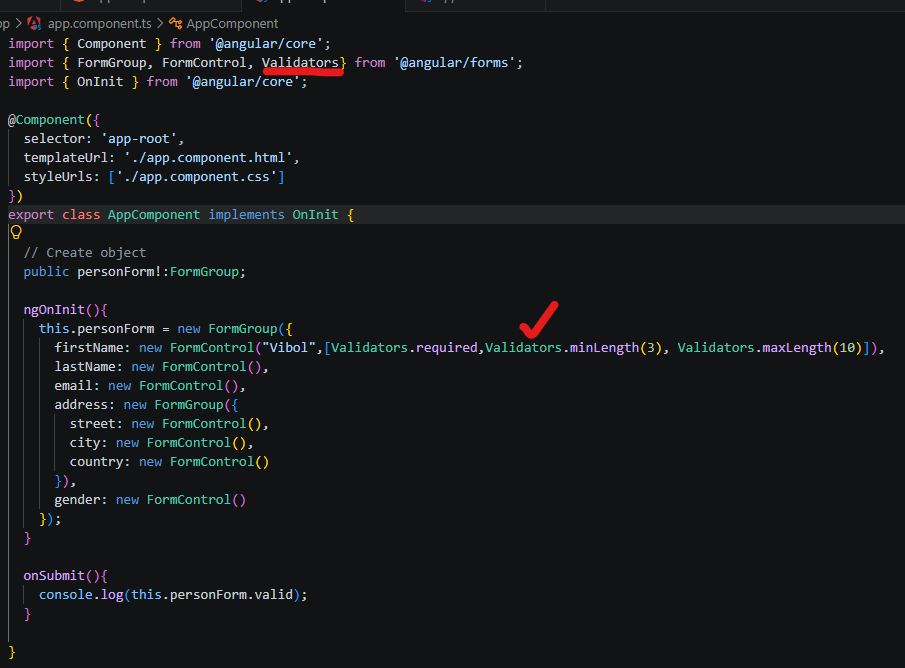 pp > app.component.ts > AppComponent
import { Component } from '@angular/core';
import { FormGroup, FormControl, Validators} from '@angular/forms';
import { OnInit } from '@angular/core';
@Component({
  selector: 'app-root',
  templateUrl: './app.component.html',
  styleUrls: ['./app.component.css']
})
export class AppComponent implements OnInit {
  // Create object
  public personForm!:FormGroup;
  ngOnInit(){
    this.personForm = new FormGroup({
      firstName: new FormControl("Vibol",[Validators.required,Validators.minLength(3), Validators.maxLength(10)]),
      lastName: new FormControl(),
      email: new FormControl(),
      address: new FormGroup({
        street: new FormControl(),
        city: new FormControl(),
        country: new FormControl()
      }),
      gender: new FormControl()
    });
  }
  onSubmit(){
    console.log(this.personForm.valid);
  }
}